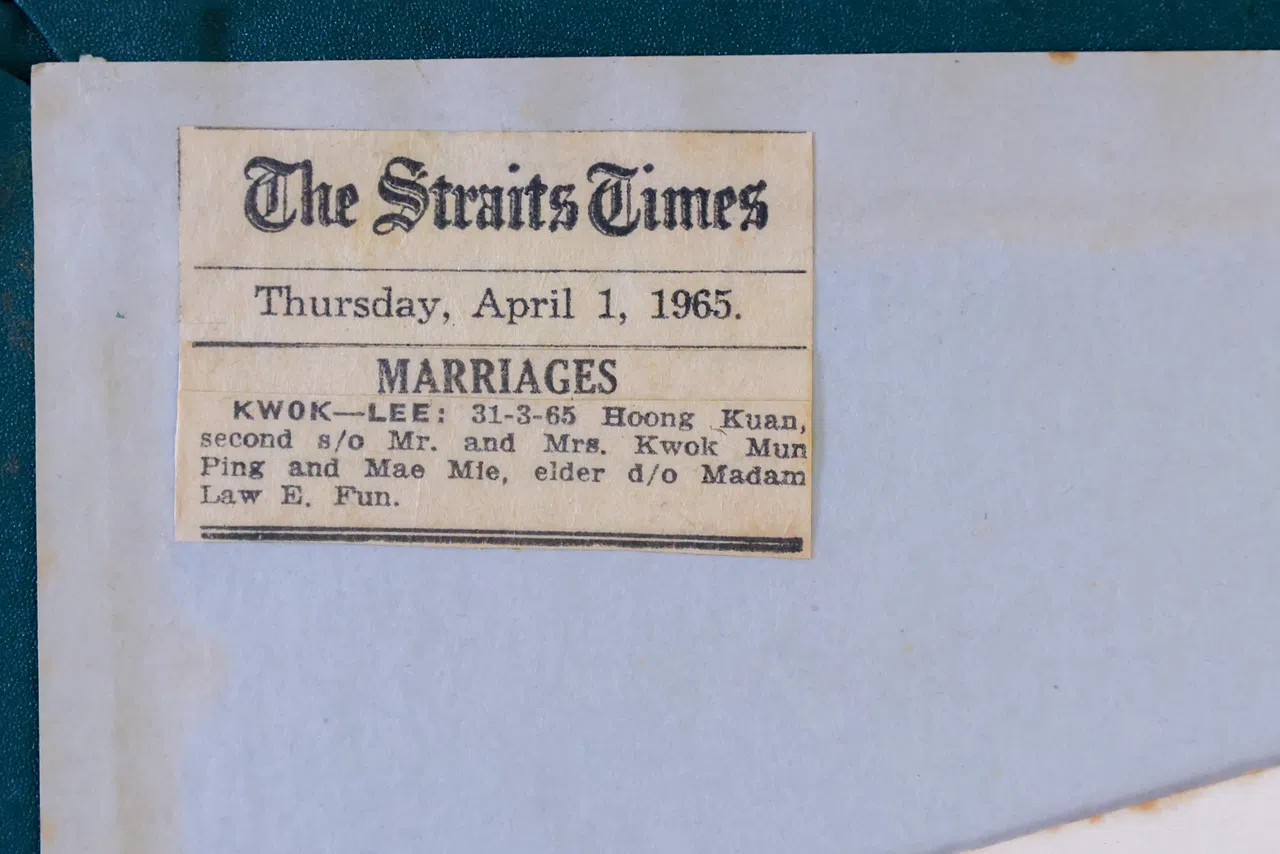 The Straits Times
Thursday, April 1, 1965.
MARRIAGES
KWOK—LEE: 31-3-65 Hoong Kuan,
second s/o Mr. and Mrs. Kwok Mun
Ping and Mae Mie, elder d/o Madam
Law E. Fun.